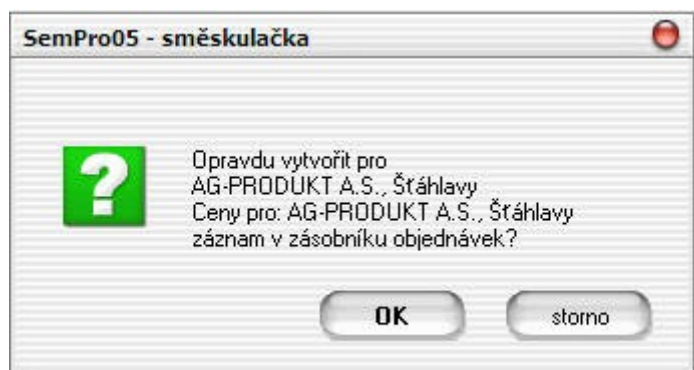 SemPro05 - směskulačka
Opravdu vytvořit pro
AG-PRODUKT A.S., Šťáhlavy
Ceny pro: AG-PRODUKT A.S., Šťáhlavy
záznam v zásobníku objednávek?
OK
storno